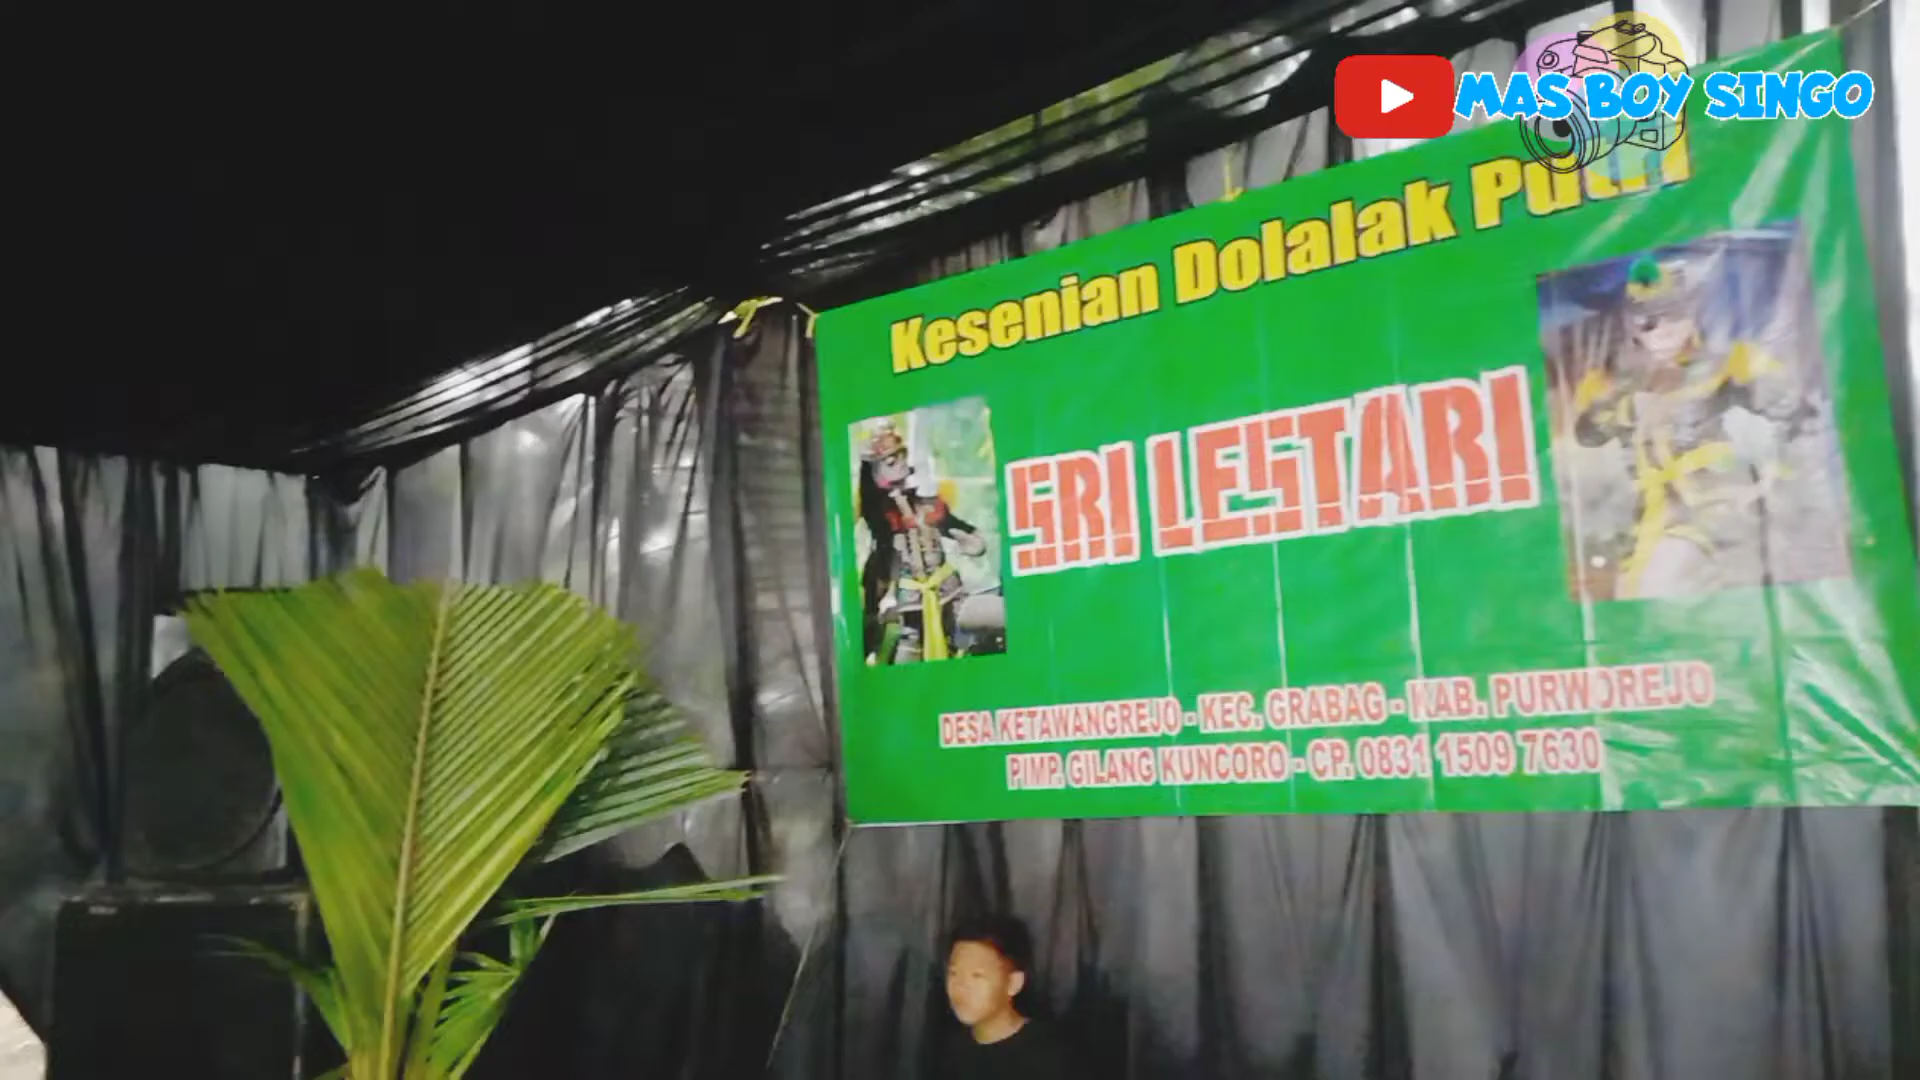 MAS BOY SINGO
Kesenian Dolalak Putri
SRI LESTARI
DESA KETAWANGREJO - KEC. GRABAG - KAB. PURWOREJO
PIMP. GILANG KUNCORO - CP. 0831 1509 7630